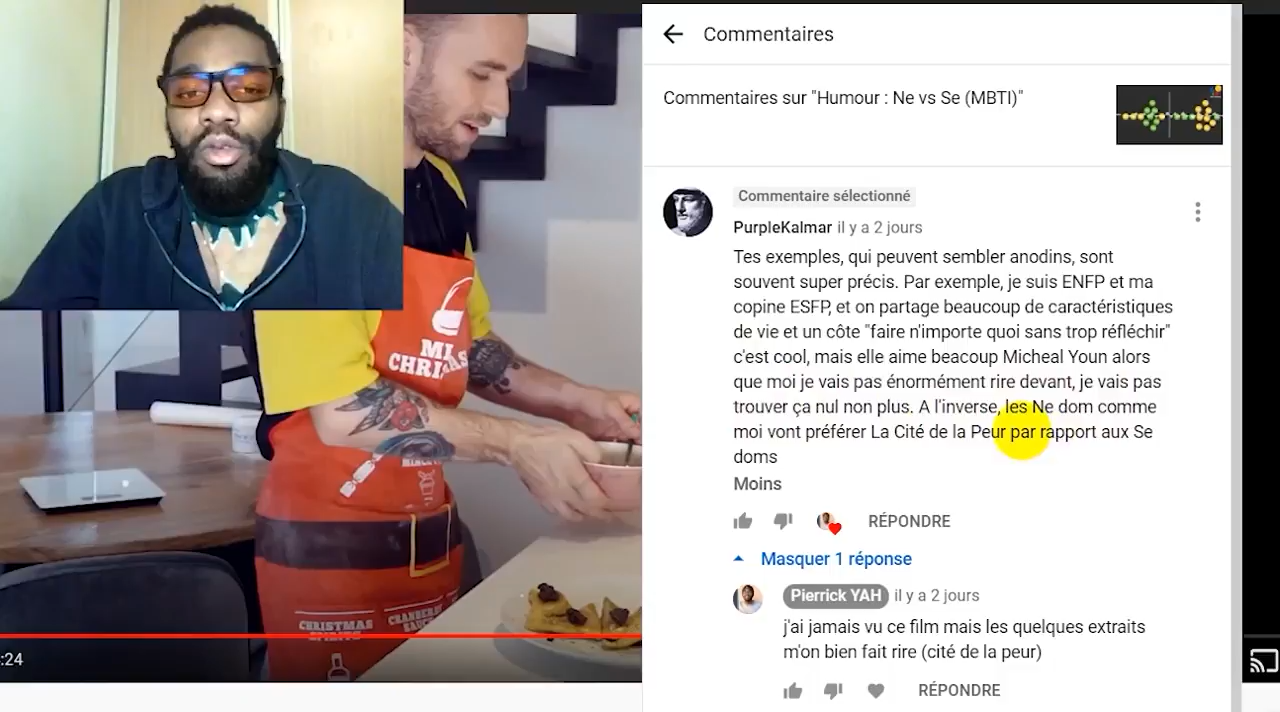 Commentaires
Commentaires sur "Humour : Ne vs Se (MBTI)"
Commentaire sélectionné
PurpleKalmar il y a 2 jours
Tes exemples, qui peuvent sembler anodins, sont
souvent super précis. Par exemple, je suis ENFP et ma
copine ESFP, et on partage beaucoup de caractéristiques
de vie et un côte "faire n'importe quoi sans trop réfléchir"
c'est cool, mais elle aime beacoup Micheal Youn alors
que moi je vais pas énormément rire devant, je vais pas
trouver ça nul non plus. A l'inverse, les Ne dom comme
moi vont préférer La Cité de la Peur par rapport aux Se
doms
Moins
RÉPONDRE
Masquer 1 réponse
Pierrick YAH il y a 2 jours
j'ai jamais vu ce film mais les quelques extraits
m'on bien fait rire (cité de la peur)
RÉPONDRE
CHRISTMAS
SPIRITS
CRANBERRY
SAUCE
:24